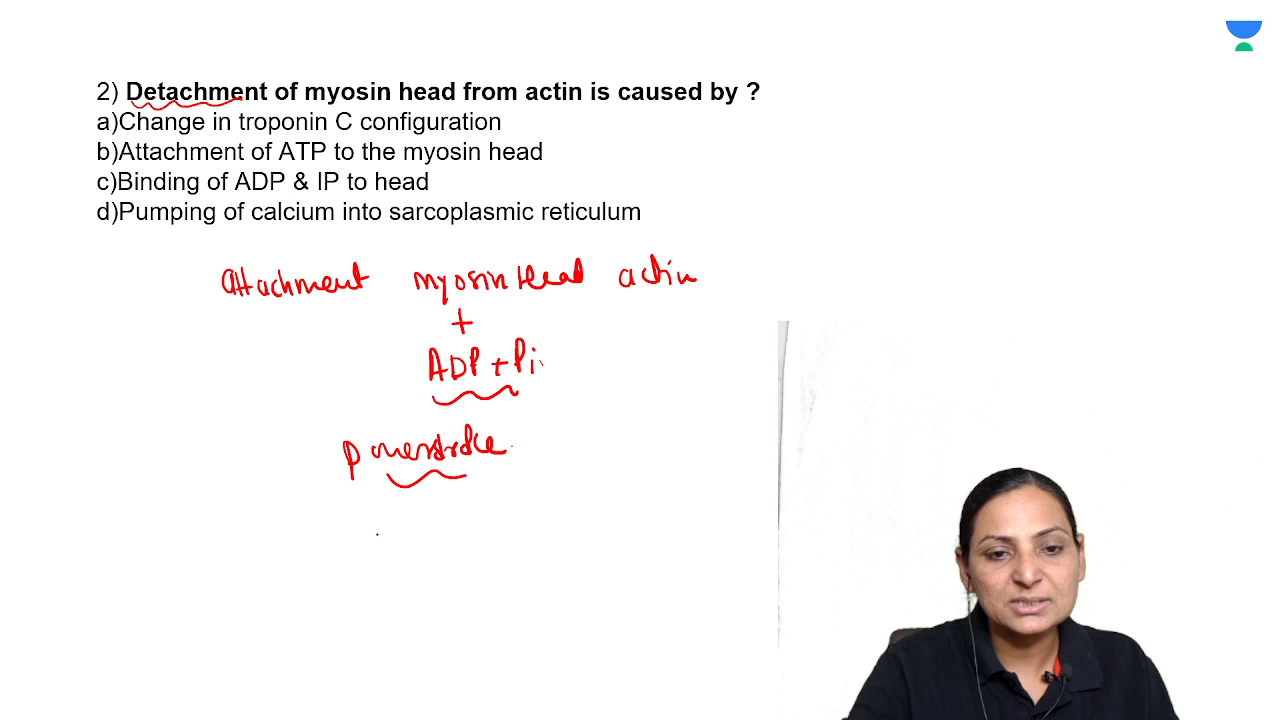 2) Detachment of myosin head from actin is caused by ?
a)Change in troponin C configuration
b)Attachment of ATP to the myosin head
c)Binding of ADP & IP to head
d)Pumping of calcium into sarcoplasmic reticulum
Attachment myosin Head actin
+
ADP + Pi
Powerstroke